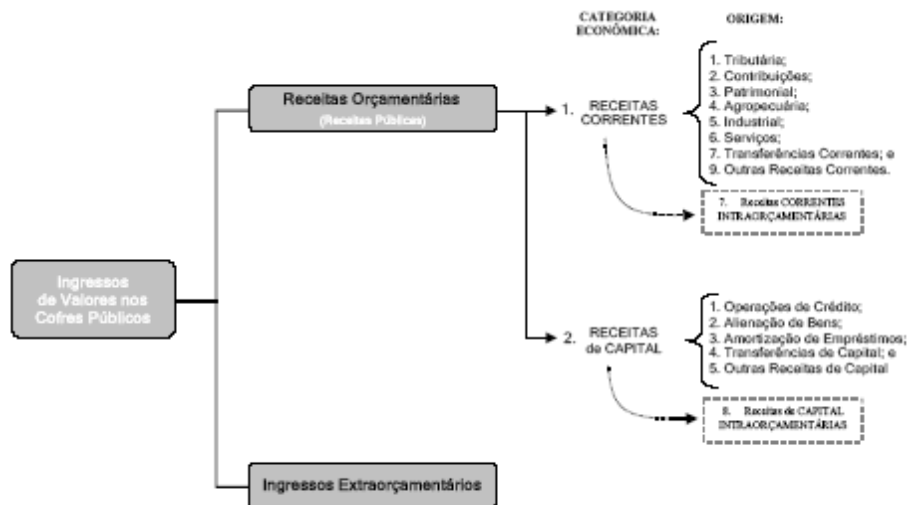 CATEGORIA
ECONÔMICA:
ORIGEM:
Ingressos
de Valores nos
Cofres Públicos
Receitas Orçamentárias
(Receitas Públicas)
1. RECEITAS
CORRENTES
1. Tributária;
2. Contribuições;
3. Patrimonial;
4. Agropecuária;
5. Industrial;
6. Serviços;
7. Transferências Correntes; e
9. Outras Receitas Correntes.
7. Receitas CORRENTES
INTRAORÇAMENTÁRIAS
2. RECEITAS
de CAPITAL
1. Operações de Crédito;
2. Alienação de Bens;
3. Amortização de Empréstimos;
4. Transferências de Capital; e
5. Outras Receitas de Capital
8. Receitas de CAPITAL
INTRAORÇAMENTÁRIAS
Ingressos Extraorçamentários